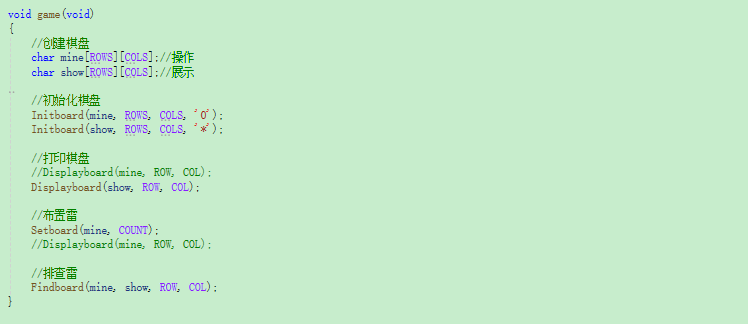 void game(void)
{
//创建棋盘
char mine[ROWS][COLS];//操作
char show[ROWS][COLS];//展示
//初始化棋盘
Initboard(mine, ROWS, COLS, '0');
Initboard(show, ROWS, COLS, '*');
//打印棋盘
//Displayboard(mine, ROW, COL);
Displayboard(show, ROW, COL);
//布置雷
Setboard(mine, COUNT);
//Displayboard(mine, ROW, COL);
//排查雷
Findboard(mine, show, ROW, COL);
}